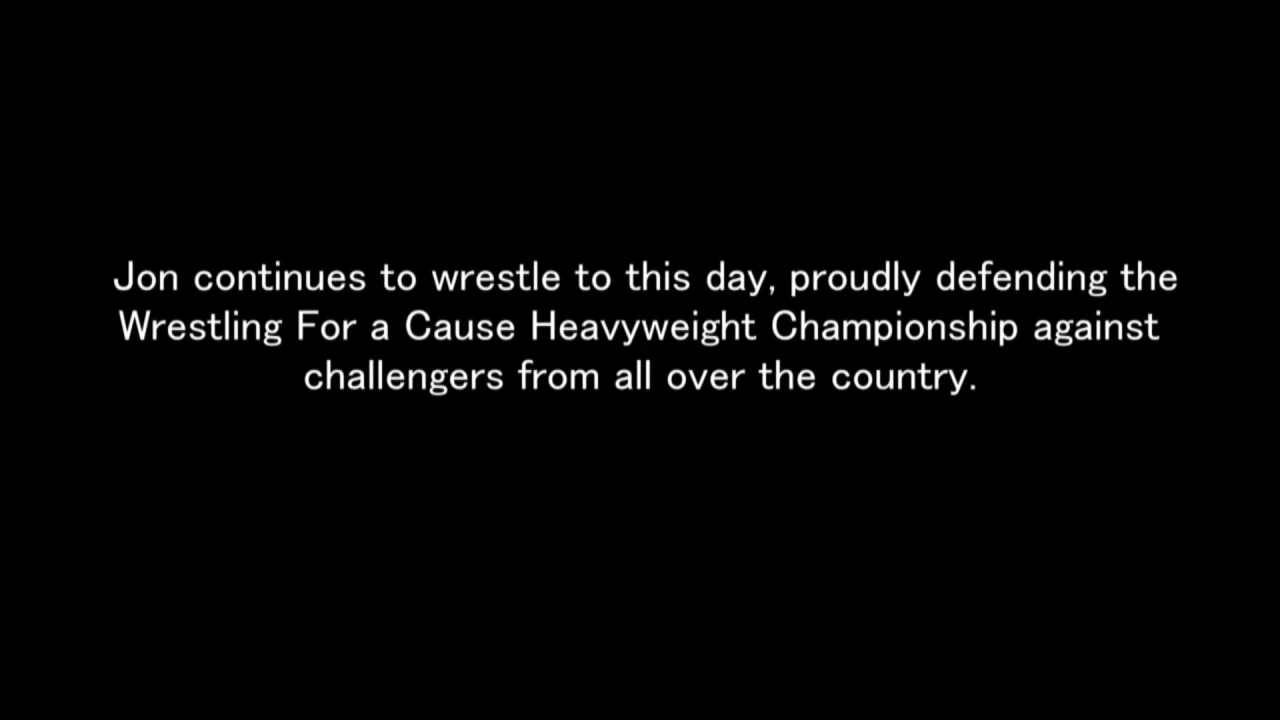 Jon continues to wrestle to this day, proudly defending the
Wrestling For a Cause Heavyweight Championship against
challengers from all over the country.